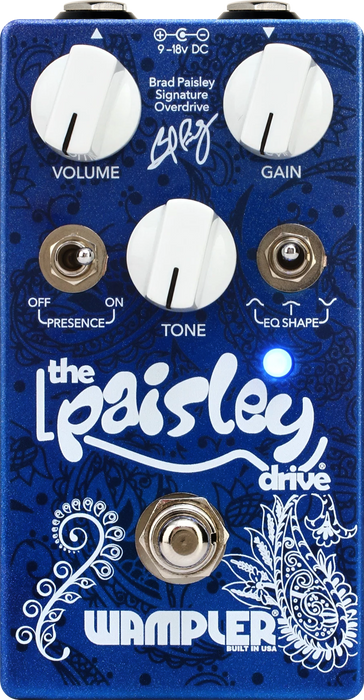 9-18v DC
Brad Paisley
Signature
Overdrive
VOLUME
GAIN
OFF
ON
PRESENCE
TONE
EQ SHAPE
the
paisley
drive®
WAMPLER®
BUILT IN USA